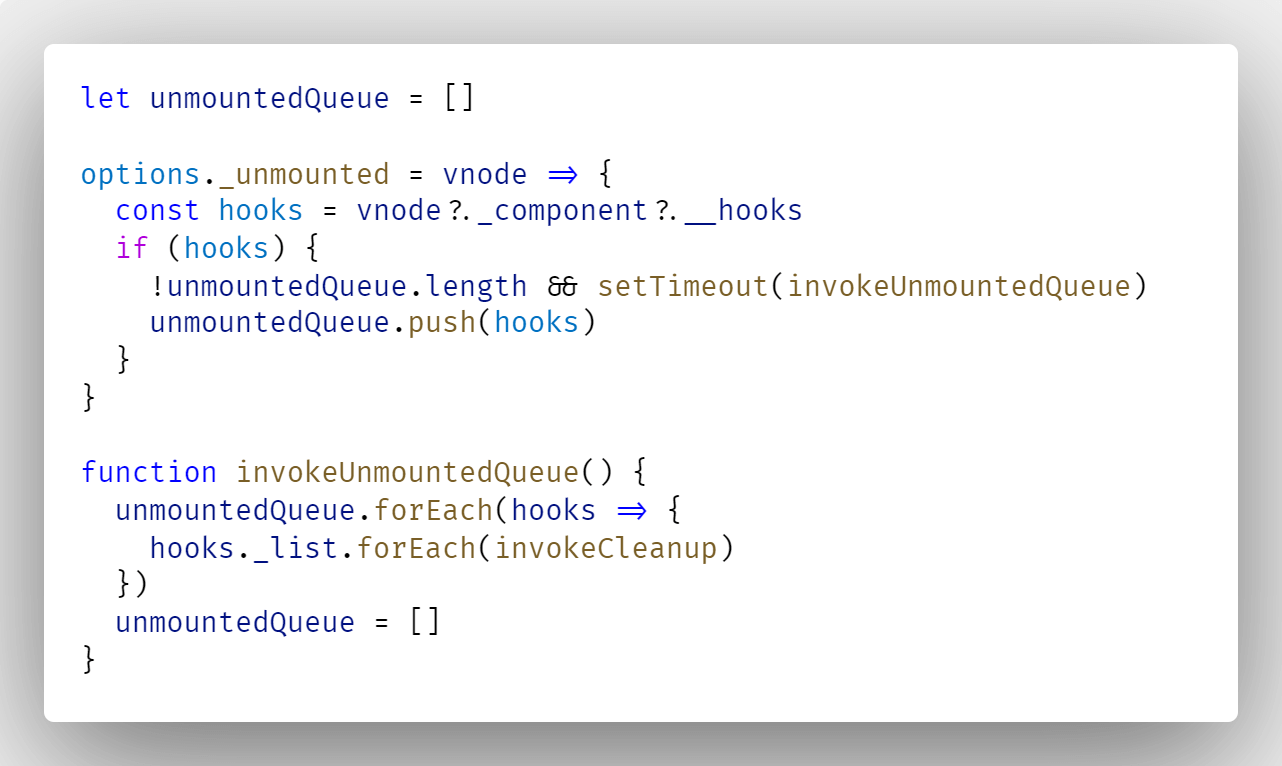 let unmountedQueue = []

options._unmounted = vnode => {
  const hooks = vnode?._component?.__hooks
  if (hooks) {
    !unmountedQueue.length && setTimeout(invokeUnmountedQueue)
    unmountedQueue.push(hooks)
  }
}

function invokeUnmountedQueue() {
  unmountedQueue.forEach(hooks => {
    hooks._list.forEach(invokeCleanup)
  })
  unmountedQueue = []
}